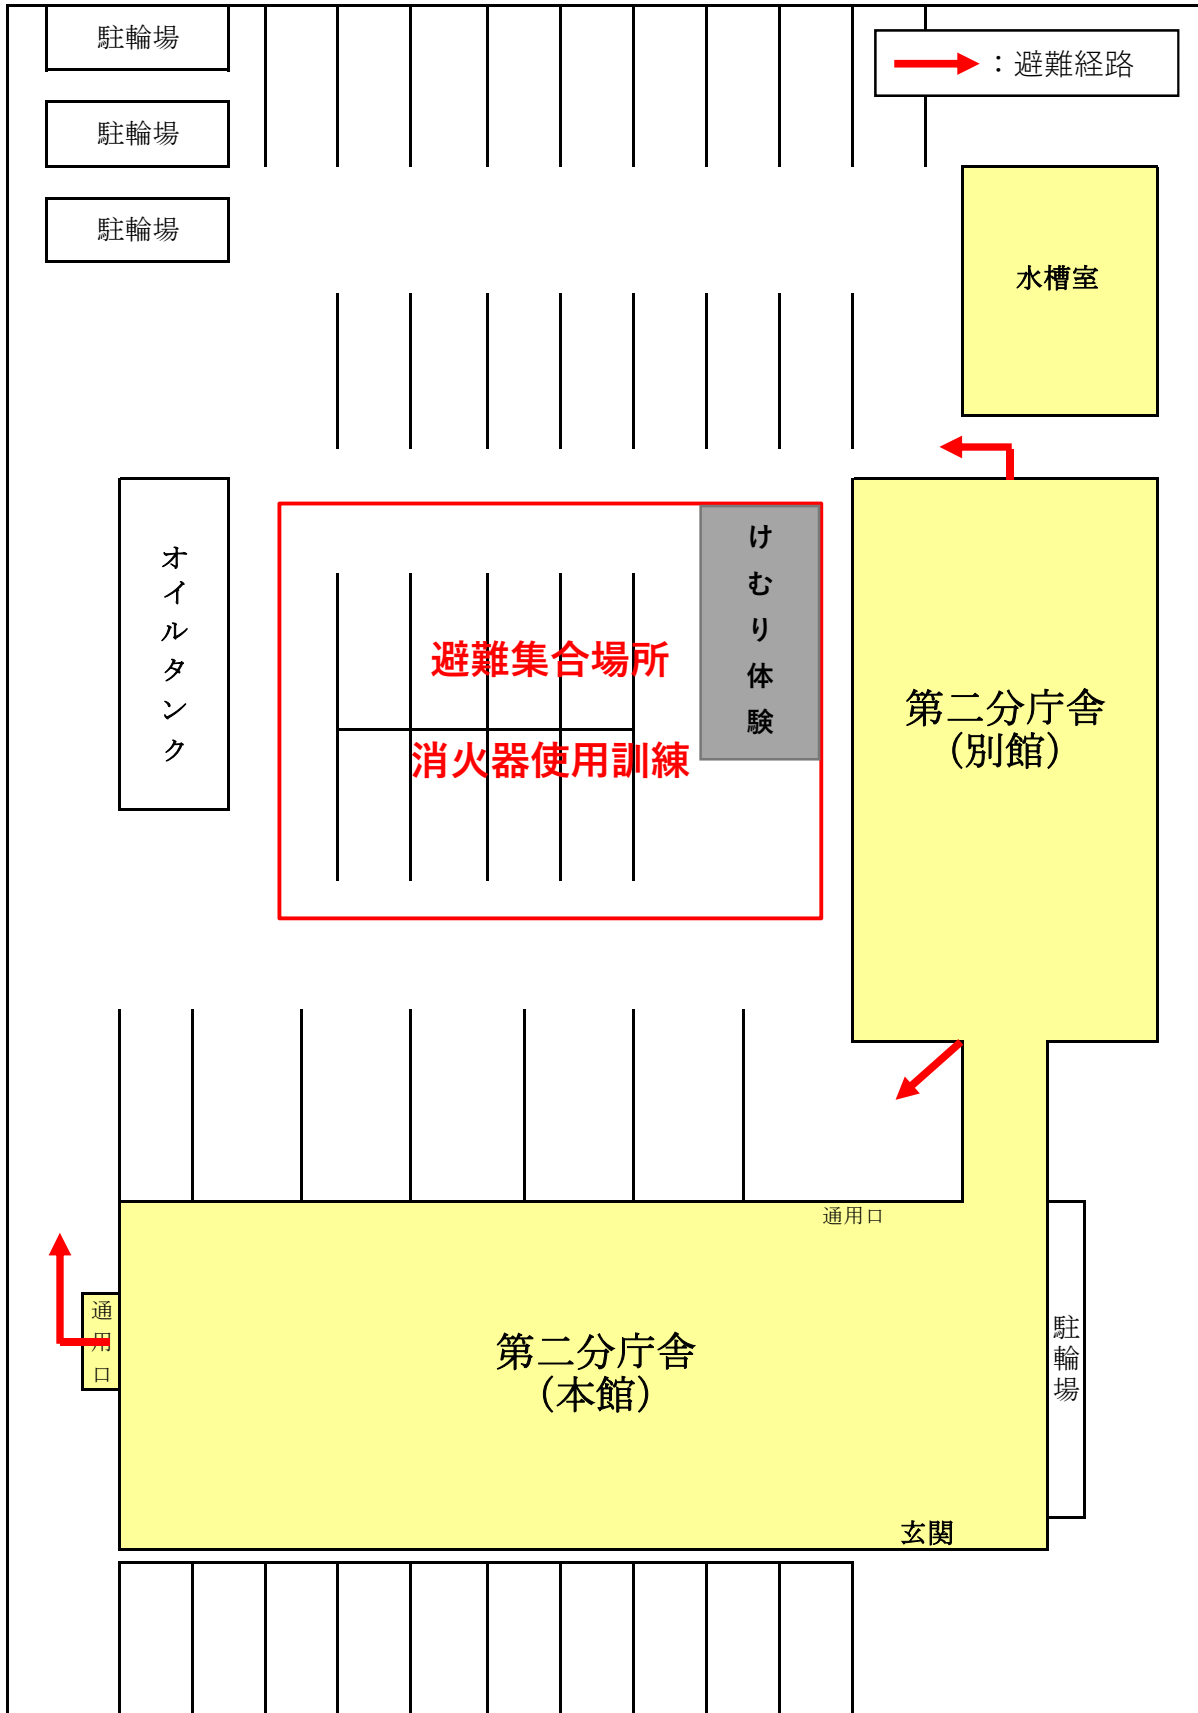 駐輪場
：避難経路
駐輪場
駐輪場
水槽室
オイルタンク
けむり体験
避難集合場所
消火器使用訓練
第二分庁舎
（別館）
通用口
通用口
第二分庁舎
（本館）
駐輪場
玄関